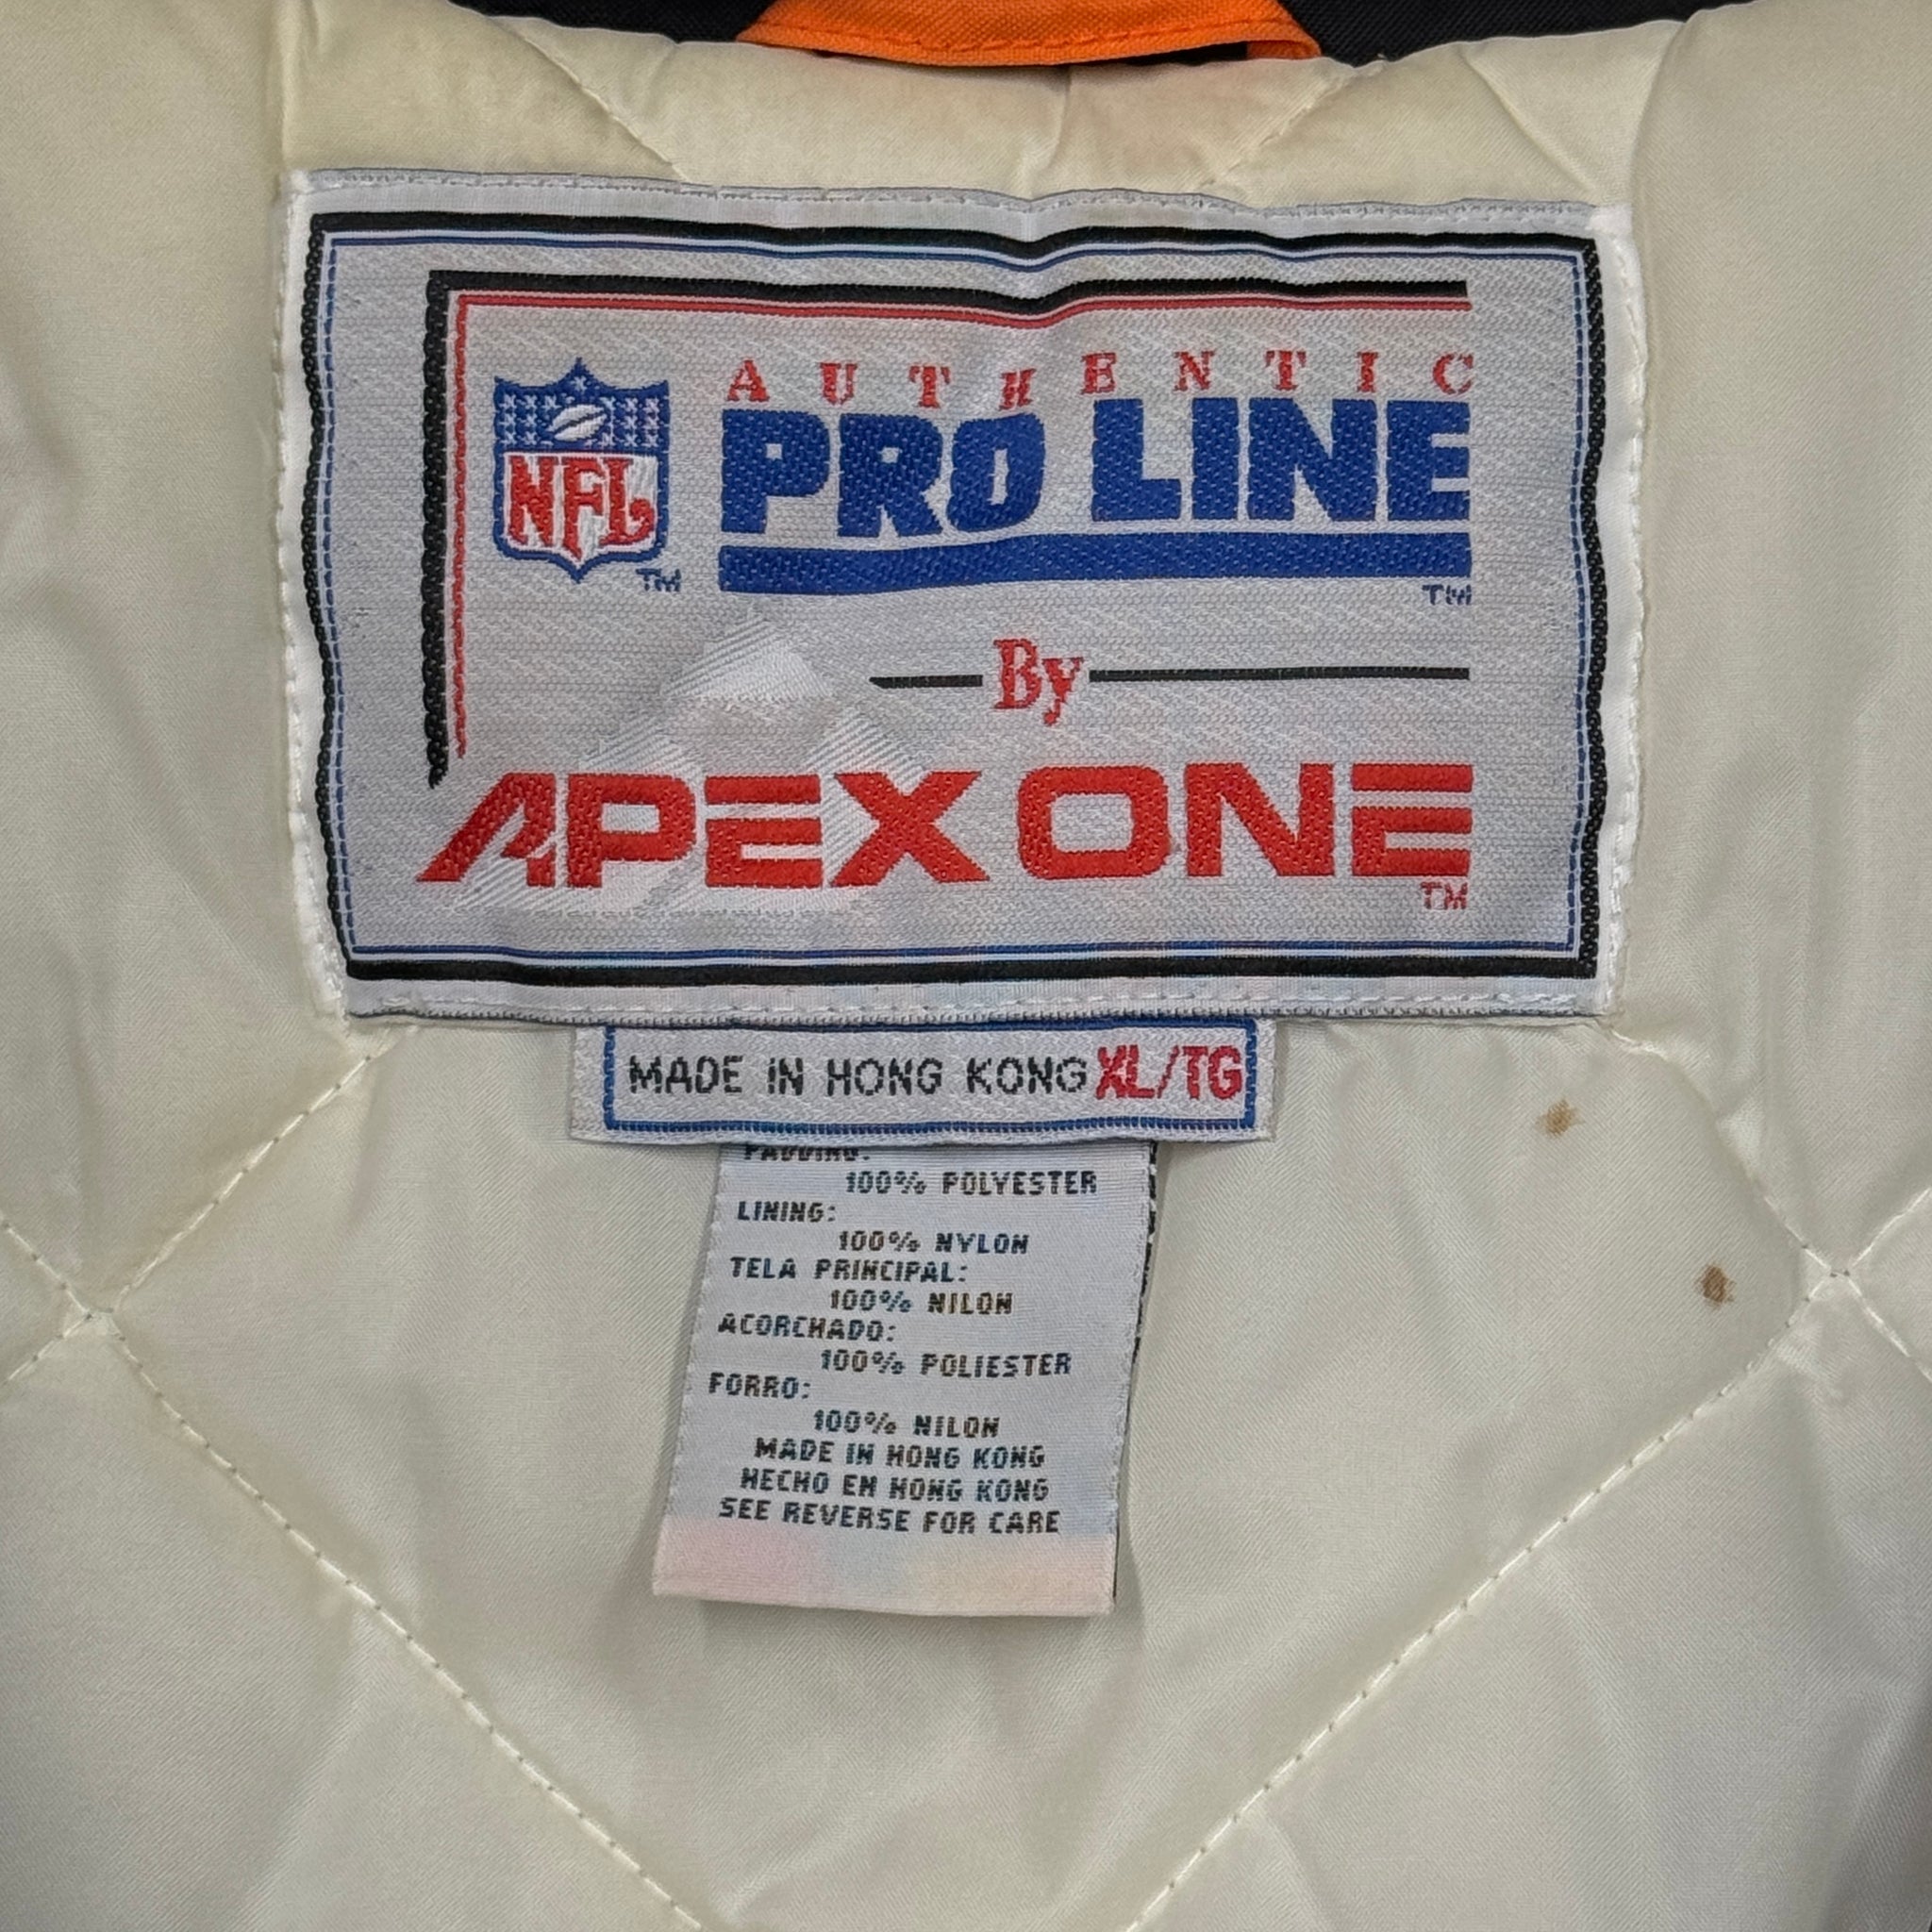 AUTHENTIC
NFL
PRO LINE
TM
TM
By
APEX ONE
TM
MADE IN HONG KONG XL/TG
PADDING:
100% POLYESTER
LINING:
100% NYLON
TELA PRINCIPAL:
100% NILON
ACORCHADO:
100% POLIESTER
FORRO:
100% NILON
MADE IN HONG KONG
HECHO EN HONG KONG
SEE REVERSE FOR CARE